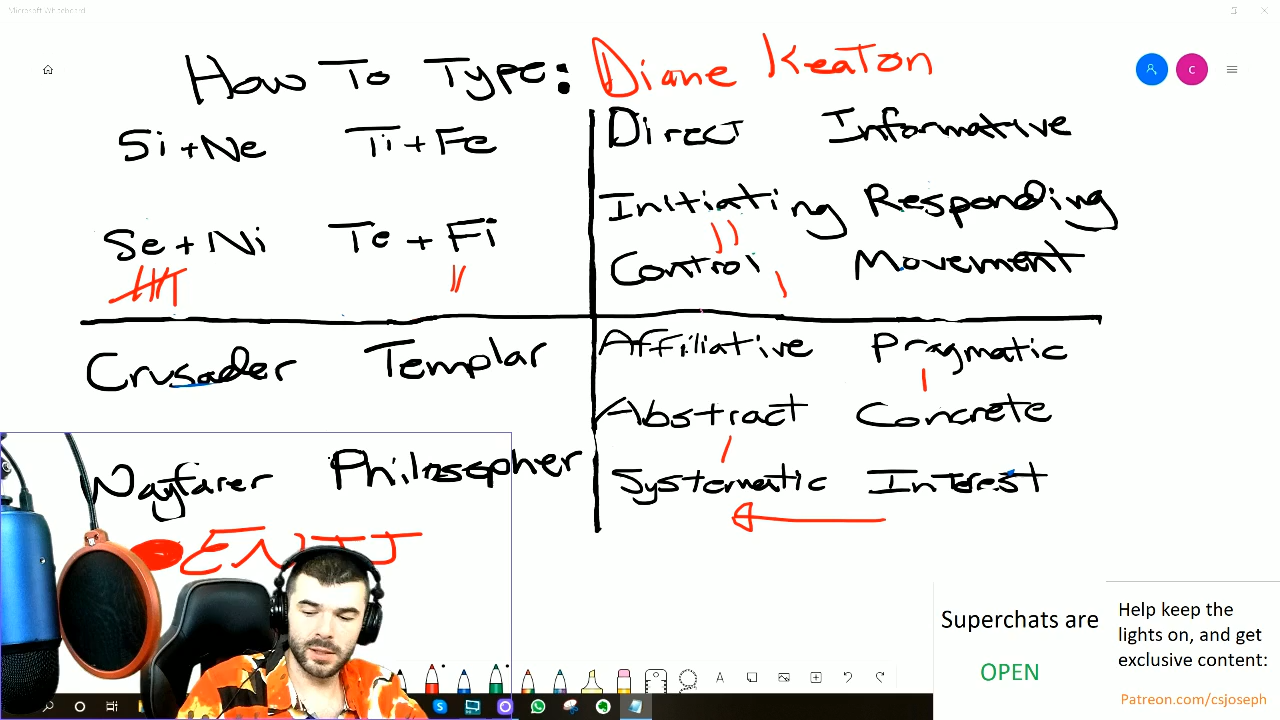 Microsoft Whiteboard
How To Type: Diane Keaton
Si+Ne Ti+Fe
Se+Ni Te+Fi
Direct Informative
Initiating Responding
Control Movement
Crusader Templar
Wayfarer Philosopher
Affiliative Pragmatic
Abstract Concrete
Systematic Interest
C
Superchats are
OPEN
Help keep the
lights on, and get
exclusive content:
Patreon.com/csjoseph